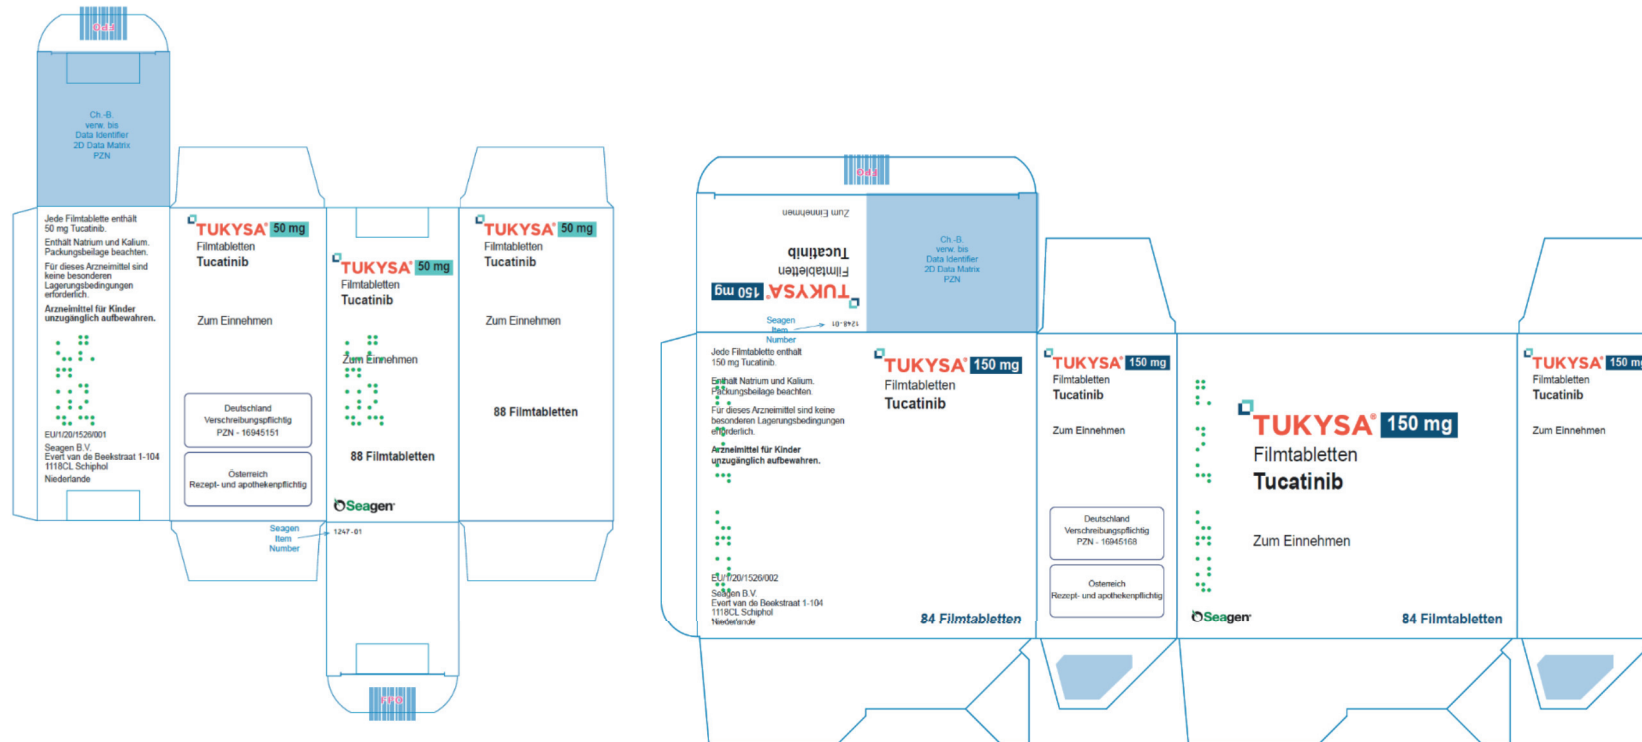 FPO
Ch.-B.
verw. bis
Data Identifier
2D Data Matrix
PZN
Jede Filmtablette enthält
50 mg Tucatinib.
Enthält Natrium und Kalium.
Packungsbeilage beachten.
Für dieses Arzneimittel sind
keine besonderen
Lagerungsbedingungen
erforderlich.
Arzneimittel für Kinder
unzugänglich aufbewahren.
EU/1/20/1526/001
Seagen B.V.
Evert van de Beekstraat 1-104
1118CL Schiphol
Niederlande
TUKYSA® 50 mg
Filmtabletten
Tucatinib
Zum Einnehmen
Deutschland
Verschreibungspflichtig
PZN - 16945151
Österreich
Rezept- und apothekenpflichtig
Seagen
Item
Number
TUKYSA® 50 mg
Filmtabletten
Tucatinib
Zum Einnehmen
88 Filmtabletten
Seagen®
1247-01
FPO
TUKYSA® 50 mg
Filmtabletten
Tucatinib
Zum Einnehmen
88 Filmtabletten
FPO
Zum Einnehmen
Tucatinib
Filmtabletten
TUKYSA® 150 mg
1248-01
Seagen
Item
Number
Ch.-B.
verw. bis
Data Identifier
2D Data Matrix
PZN
Jede Filmtablette enthält
150 mg Tucatinib.
Enthält Natrium und Kalium.
Packungsbeilage beachten.
Für dieses Arzneimittel sind keine
besonderen Lagerungsbedingungen
erforderlich.
Arzneimittel für Kinder
unzugänglich aufbewahren.
EU/1/20/1526/002
Seagen B.V.
Evert van de Beekstraat 1-104
1118CL Schiphol
Niederlande
TUKYSA® 150 mg
Filmtabletten
Tucatinib
84 Filmtabletten
TUKYSA® 150 mg
Filmtabletten
Tucatinib
Zum Einnehmen
Deutschland
Verschreibungspflichtig
PZN - 16945168
Österreich
Rezept- und apothekenpflichtig
TUKYSA® 150 mg
Filmtabletten
Tucatinib
Zum Einnehmen
Seagen®
84 Filmtabletten
TUKYSA® 150 m
Filmtabletten
Tucatinib
Zum Einnehmen